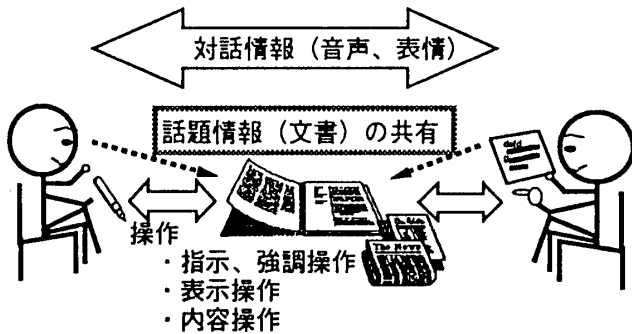 対話情報（音声、表情）
話題情報（文書）の共有
操作
・指示、強調操作
・表示操作
・内容操作
The News